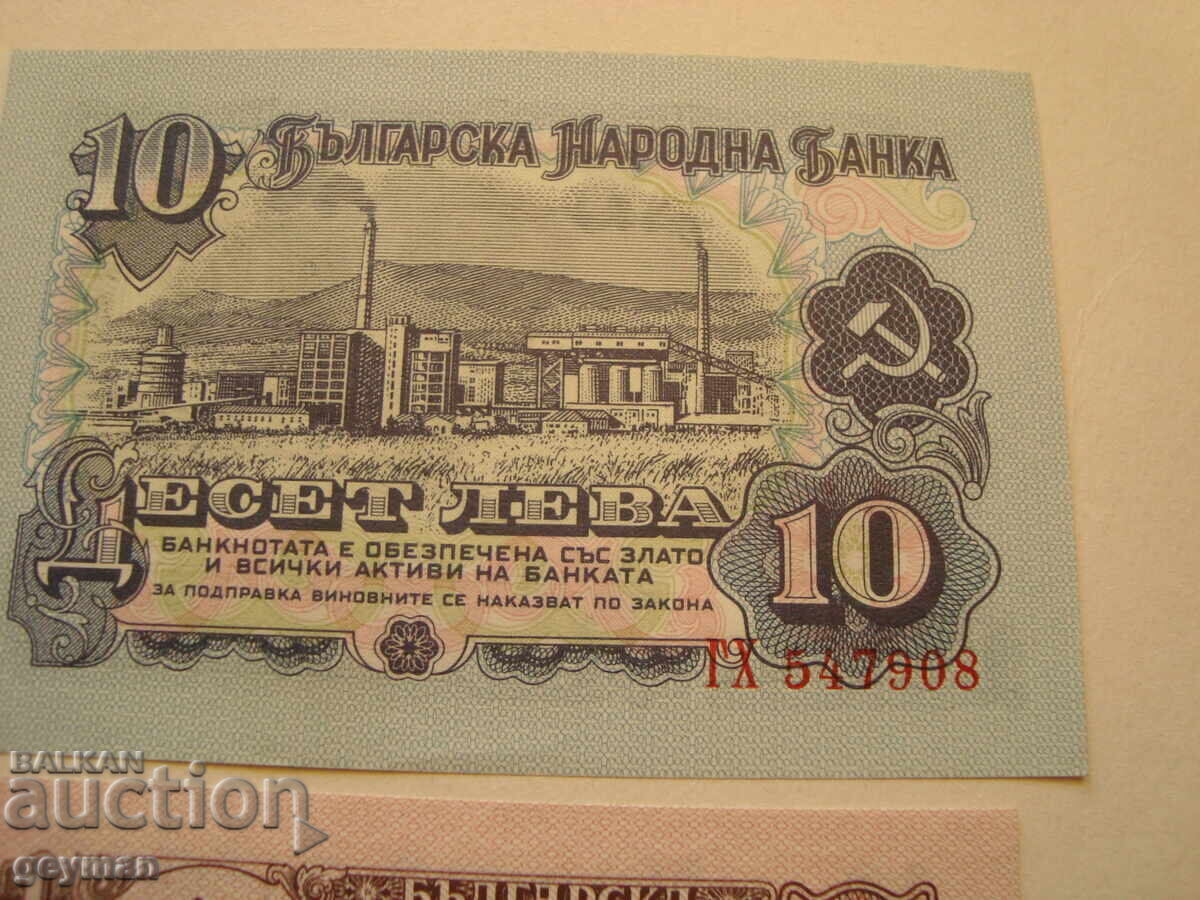 10 БЪЛГАРСКА НАРОДНА БАНКА
ДЕСЕТ ЛЕВА
БАНКНОТАТА Е ОБЕЗПЕЧЕНА СЪС ЗЛАТО
И ВСИЧКИ АКТИВИ НА БАНКАТА
ЗА ПОДПРАВКА ВИНОВНИТЕ СЕ НАКАЗВАТ ПО ЗАКОНА
10
ГХ 547908
BALKAN
auction
geyman
БЪЛГАРСКА